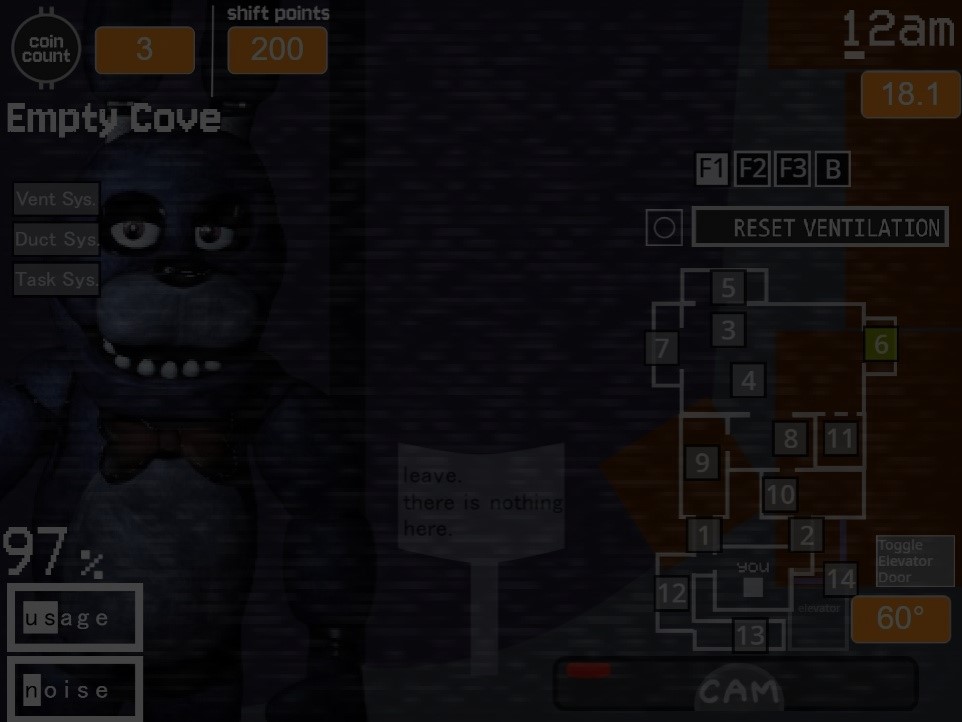 coin
count
3
shift points
200
12am
18.1
Empty Cove
F1 F2 F3 B
Vent Sys.
Duct Sys.
Task Sys.
RESET VENTILATION
5
3
7
6
4
8
11
9
10
1
2
you
12
14
elevator
13
leave.
there is nothing
here.
Toggle
Elevator
Door
60°
97%
usage
noise
CAM